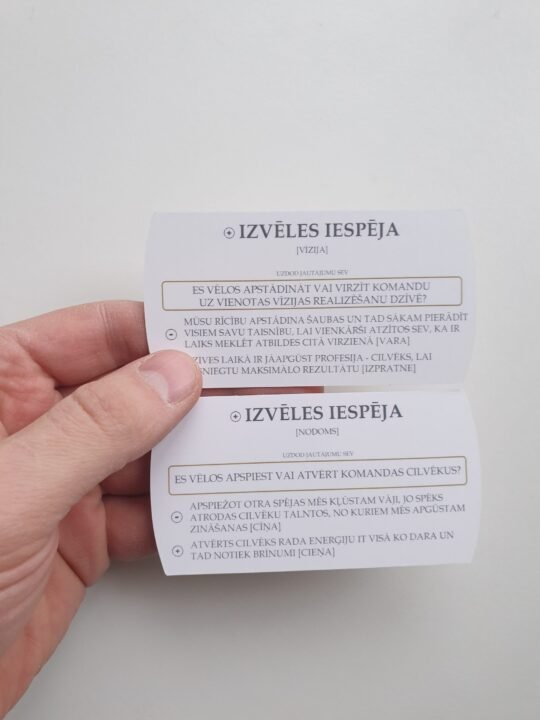 IZVĒLES IESPĒJA
[VĪZIJA]
UZDOD JAUTĀJUMU SEV
ES VĒLOS APSTĀDINĀT VAI VIRZĪT KOMANDU
UZ VIENOTAS VĪZIJAS REALIZĒŠANU DZĪVĒ?
MŪSU RĪCĪBU APSTĀDINA ŠAUBAS UN TAD SĀKAM PIERĀDĪT
VISIEM SAVU TAISNĪBU, LAI VIENKĀRŠI ATZĪTOS SEV, KA IR
LAIKS MEKLĒT ATBILDES CITĀ VIRZIENĀ [VARA]
LAIKĀ IR JĀAPGŪST PROFESIJA - CILVĒKS, LAI
MAKSIMĀLO REZULTĀTU [IZPRATNE]
IZVĒLES IESPĒJA
[NODOMS]
UZDOD JAUTĀJUMU SEV
ES VĒLOS APSPIEST VAI ATVĒRT KOMANDAS CILVĒKUS?
APSPIEŽOT OTRA SPĒJAS MĒS KĻŪSTAM VĀJI, JO SPĒKS
ATRODAS CILVĒKU TALNTOS, NO KURIEM MĒS APGŪSTAM
ZINĀŠANAS [CĪŅA]
ATVĒRTS CILVĒKS RADA ENERĢIJU IT VISĀ KO DARA UN
TAD NOTIEK BRĪNUMI [CIEŅA]